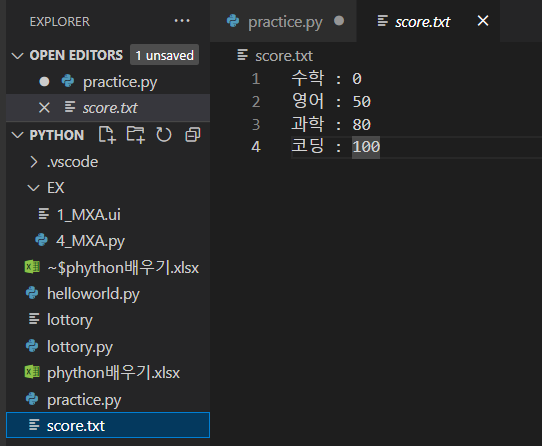 EXPLORER
OPEN EDITORS 1 unsaved
practice.py
score.txt
PYTHON
.vscode
EX
1_MXA.ui
4_MXA.py
~$phython배우기.xlsx
helloworld.py
lottory
lottory.py
phython배우기.xlsx
practice.py
score.txt
practice.py score.txt
score.txt
1 수학 : 0
2 영어 : 50
3 과학 : 80
4 코딩 : 100